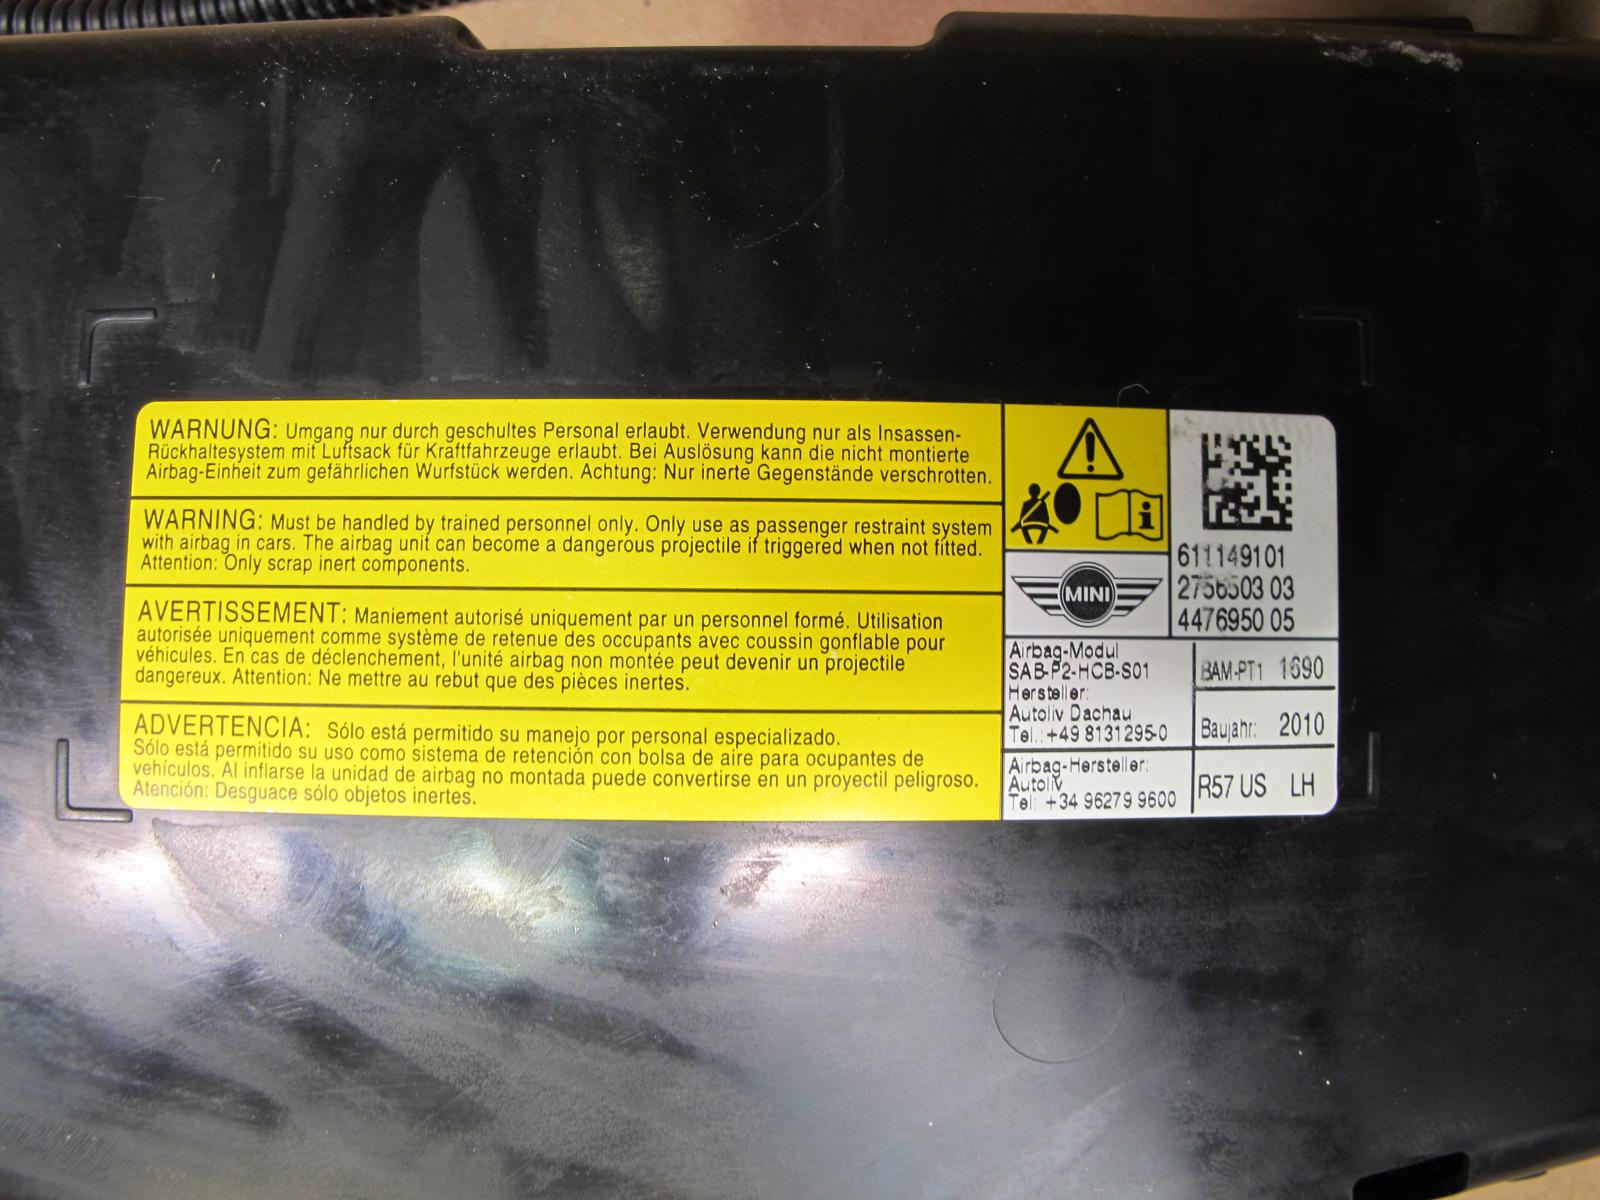 WARNUNG: Umgang nur durch geschultes Personal erlaubt. Verwendung nur als Insassen-
Rückhaltesystem mit Luftsack für Kraftfahrzeuge erlaubt. Bei Auslösung kann die nicht montierte
Airbag-Einheit zum gefährlichen Wurfstück werden. Achtung: Nur inerte Gegenstände verschrotten.
WARNING: Must be handled by trained personnel only. Only use as passenger restraint system
with airbag in cars. The airbag unit can become a dangerous projectile if triggered when not fitted.
Attention: Only scrap inert components.
AVERTISSEMENT: Maniement autorisé uniquement par un personnel formé. Utilisation
autorisée uniquement comme système de retenue des occupants avec coussin gonflable pour
véhicules. En cas de déclenchement, l'unité airbag non montée peut devenir un projectile
dangereux. Attention: Ne mettre au rebut que des pièces inertes.
ADVERTENCIA: Sólo está permitido su manejo por personal especializado.
Sólo está permitido su uso como sistema de retención con bolsa de aire para ocupantes de
vehículos. Al inflarse la unidad de airbag no montada puede convertirse en un proyectil peligroso.
Atención: Desguace sólo objetos inertes.
i
MINI
611149101
2756503 03
4476950 05
Airbag-Modul
SAB-P2-HCB-S01
Hersteller:
Autoliv Dachau
Tel.: +49 8131295-0
Airbag-Hersteller:
Autoliv
Tel: +34 96279 9600
BAM-PT1 1690
Baujahr: 2010
R57 US LH